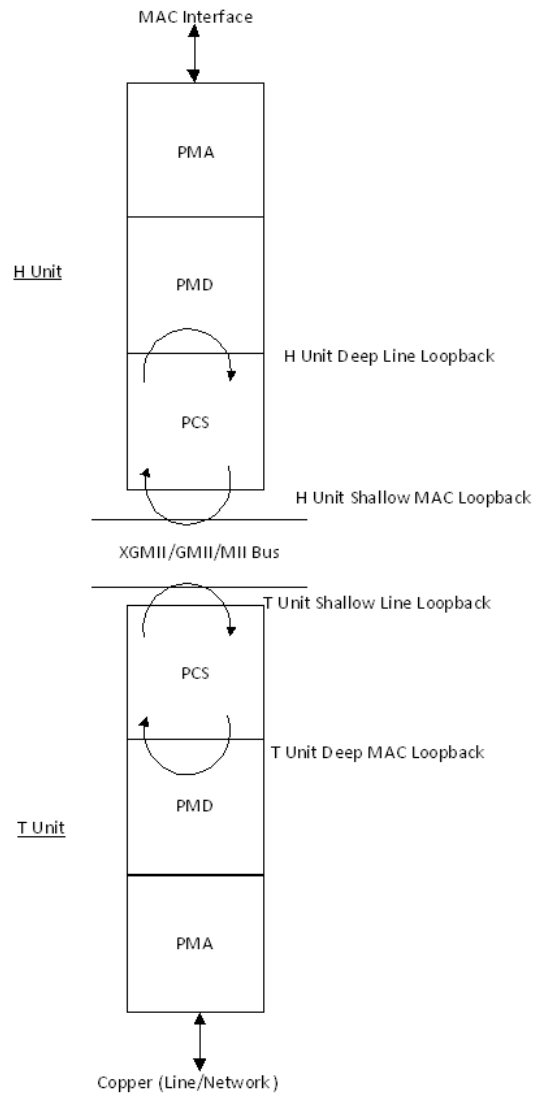 MAC Interface
PMA
H Unit
PMD
H Unit Deep Line Loopback
PCS
H Unit Shallow MAC Loopback
XGMII/GMII/MII Bus
T Unit Shallow Line Loopback
PCS
T Unit Deep MAC Loopback
PMD
T Unit
PMA
Copper (Line/Network)